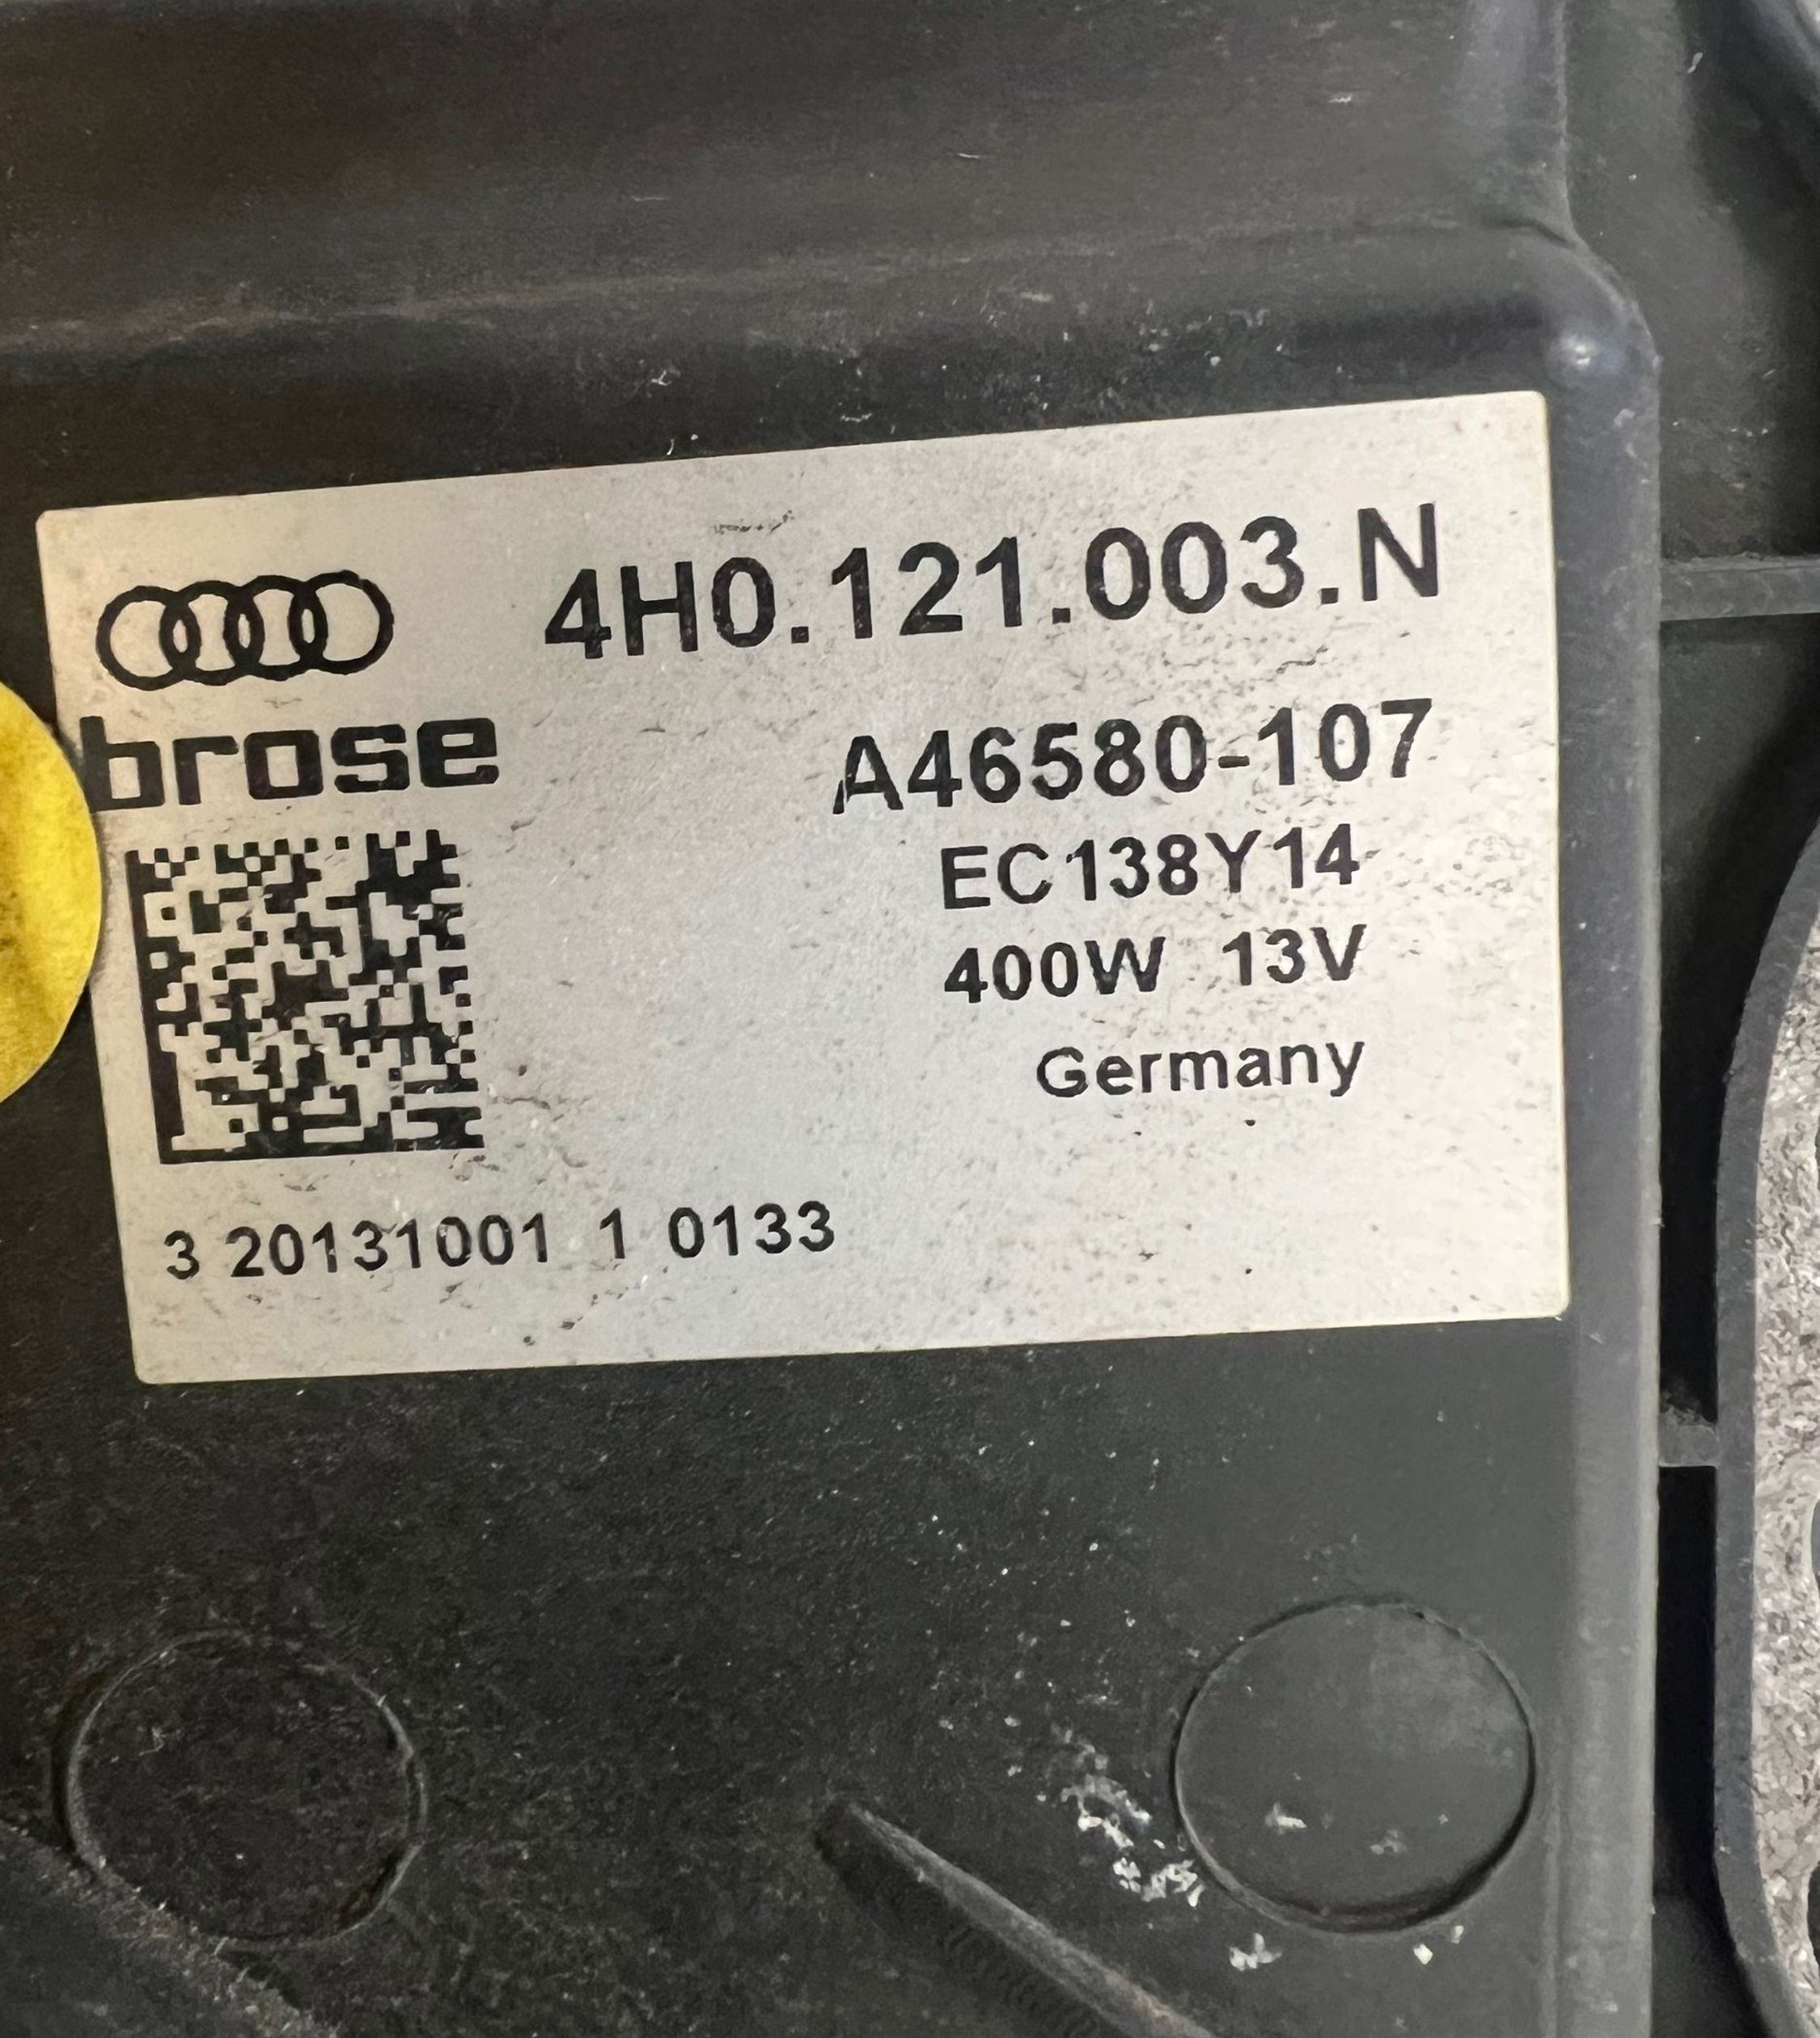 4H0.121.003.N
brose
A46580-107
EC138Y14
400W 13V
Germany
3 20131001 1 0133